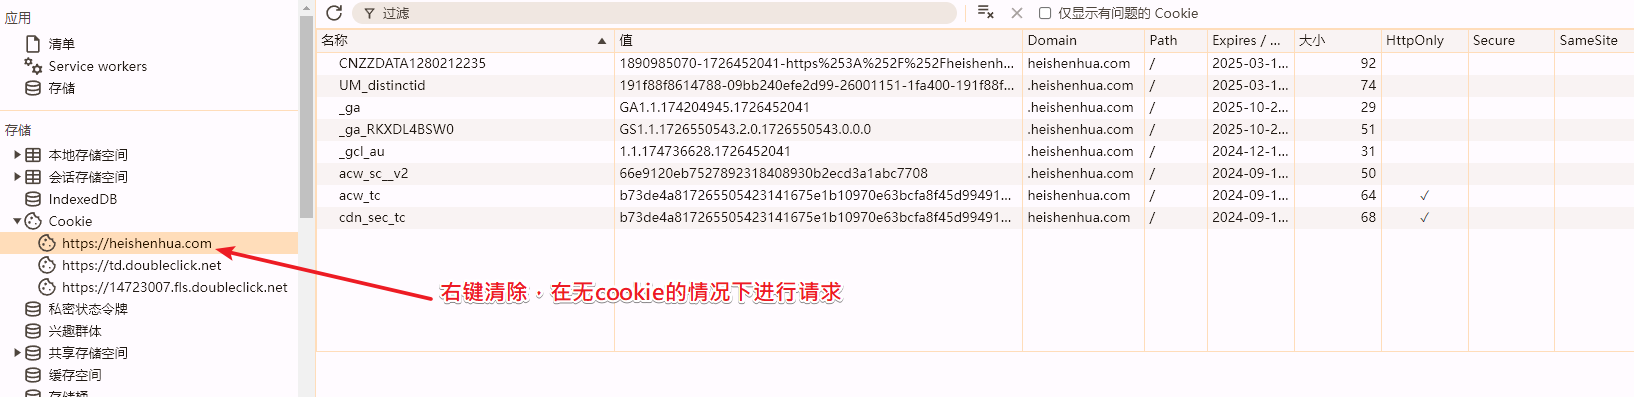 应用
清单
Service workers
存储
存储
本地存储空间
会话存储空间
IndexedDB
Cookie
https://heishenhua.com
https://td.doubleclick.net
https://14723007.fls.doubleclick.net
私密状态令牌
兴趣群体
共享存储空间
缓存空间
存储桶
过滤
仅显示有问题的 Cookie
名称 值 Domain Path Expires / ... 大小 HttpOnly Secure SameSite
CNZZDATA1280212235 1890985070-1726452041-https%253A%252F%252Fheishenh... heishenhua.com / 2025-03-1... 92
UM_distinctid 191f88f8614788-09bb240efe2d99-26001151-1fa400-191f88f... .heishenhua.com / 2025-03-1... 74
_ga GA1.1.174204945.1726452041 .heishenhua.com / 2025-10-2... 29
_ga_RKXDL4BSW0 GS1.1.1726550543.2.0.1726550543.0.0.0 .heishenhua.com / 2025-10-2... 51
_gcl_au 1.1.174736628.1726452041 .heishenhua.com / 2024-12-1... 31
acw_sc__v2 66e9120eb7527892318408930b2ecd3a1abc7708 .heishenhua.com / 2024-09-1... 50
acw_tc b73de4a817265505423141675e1b10970e63bcfa8f45d99491... heishenhua.com / 2024-09-1... 64 ✓
cdn_sec_tc b73de4a817265505423141675e1b10970e63bcfa8f45d99491... heishenhua.com / 2024-09-1... 68 ✓
右键清除，在无cookie的情况下进行请求